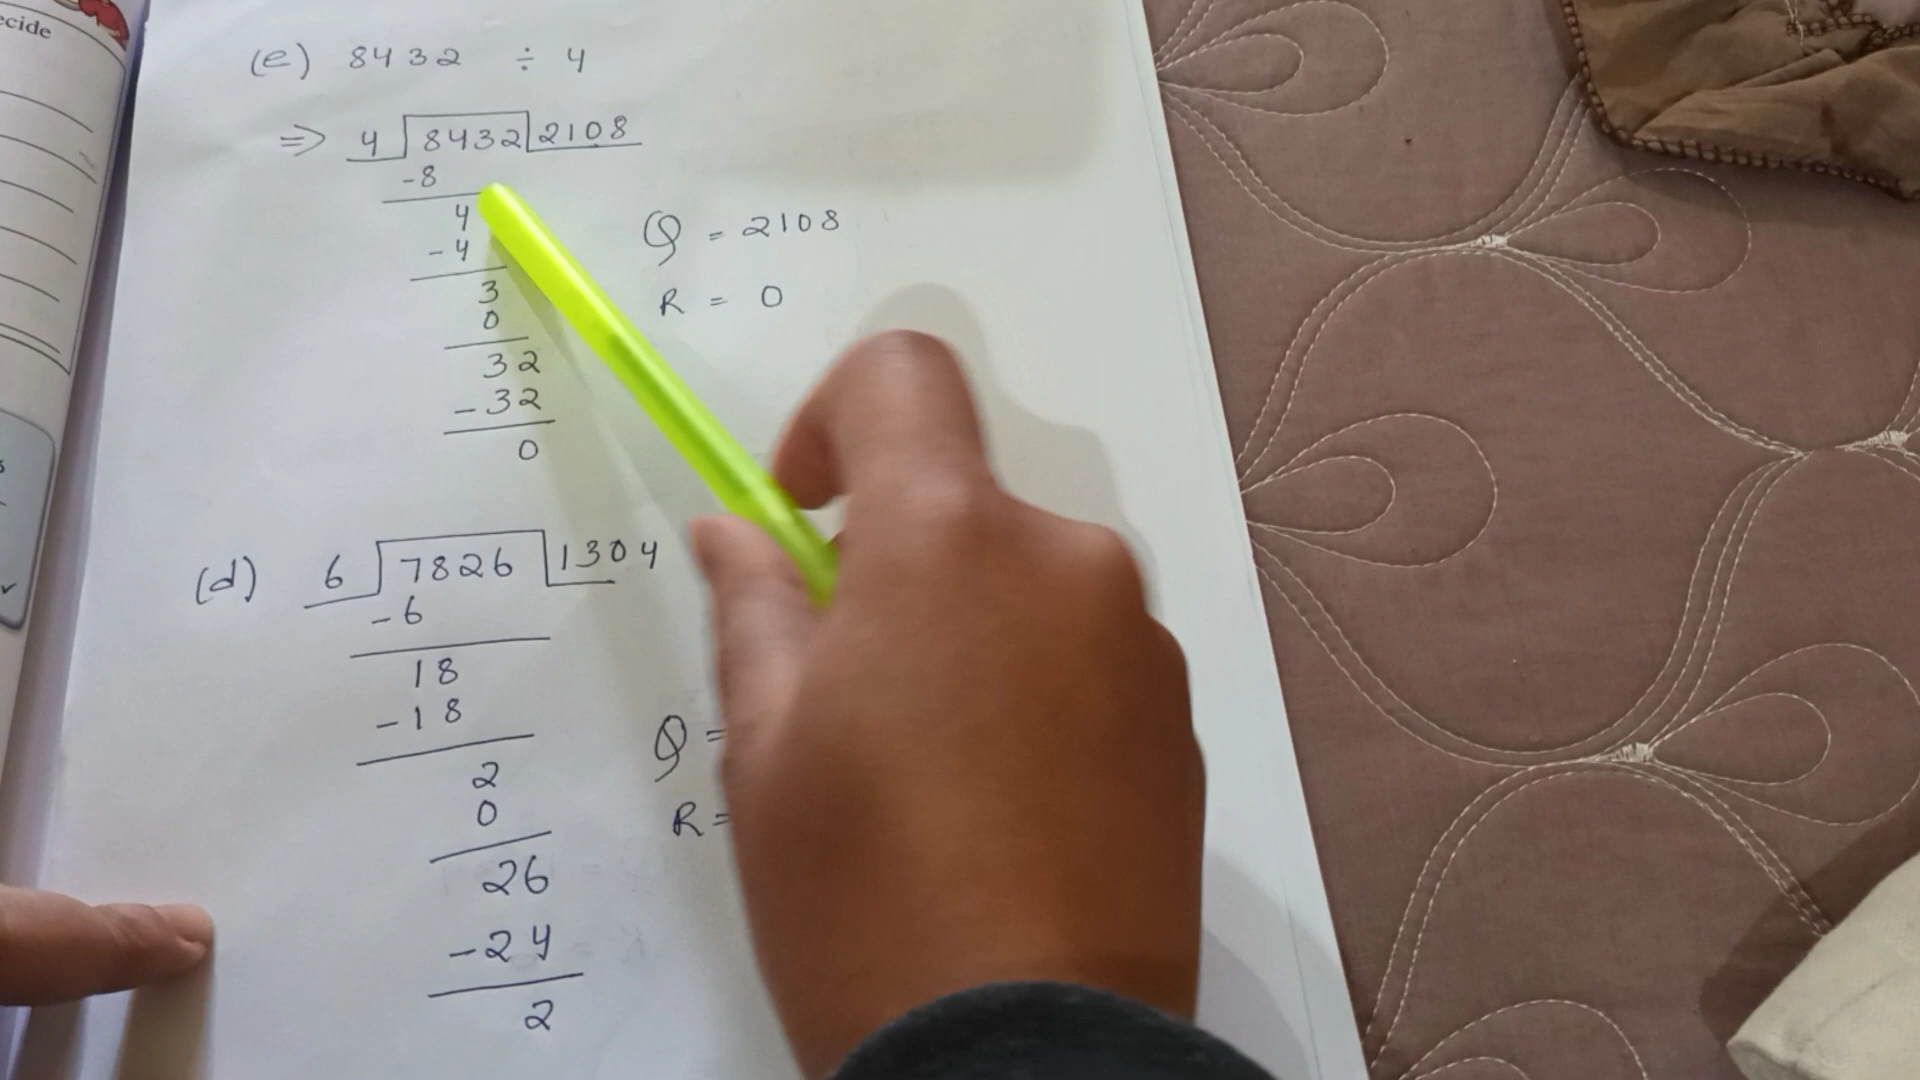 ecide
(e) 8432 ÷ 4
⇒ 4 8432 2108
-8
4
-4
3
0
32
-32
0
Q = 2108
R = 0
(d) 6 7826 1304
-6
18
-18
2
0
26
-24
2
Q =
R =